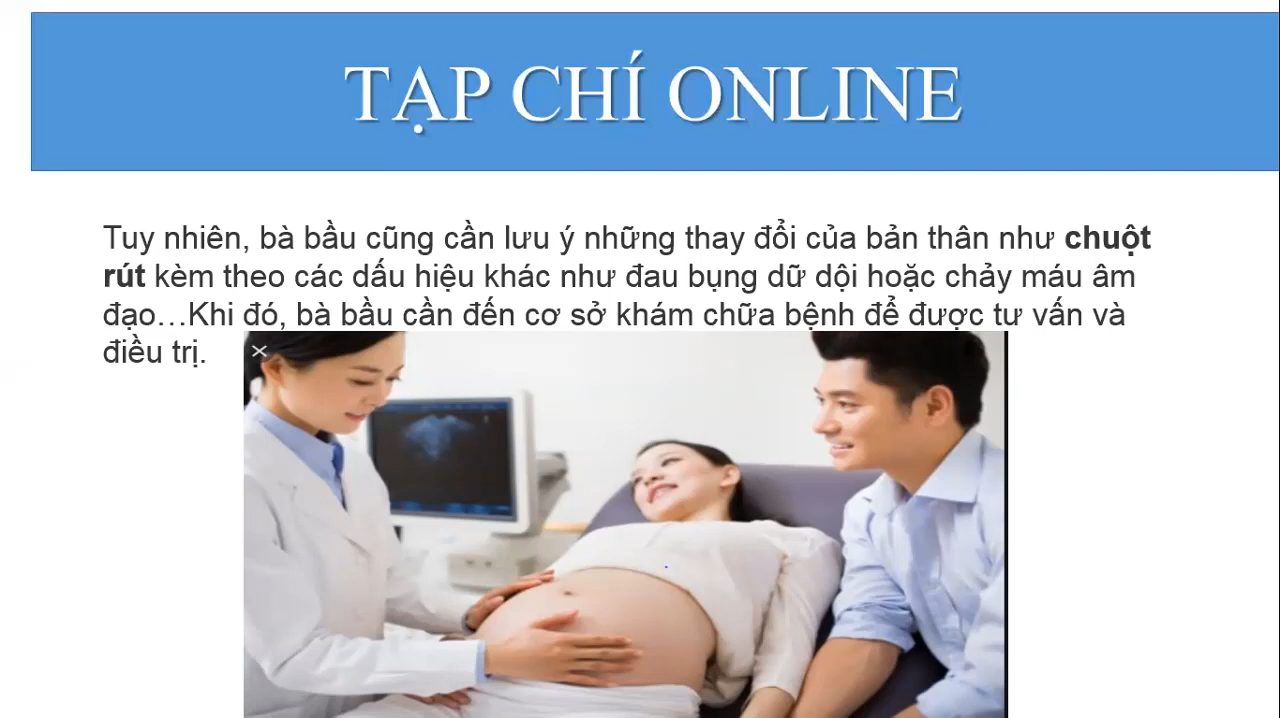 TẠP CHÍ ONLINE
Tuy nhiên, bà bầu cũng cần lưu ý những thay đổi của bản thân như chuột
rút kèm theo các dấu hiệu khác như đau bụng dữ dội hoặc chảy máu âm
đạo…Khi đó, bà bầu cần đến cơ sở khám chữa bệnh để được tư vấn và
điều trị.